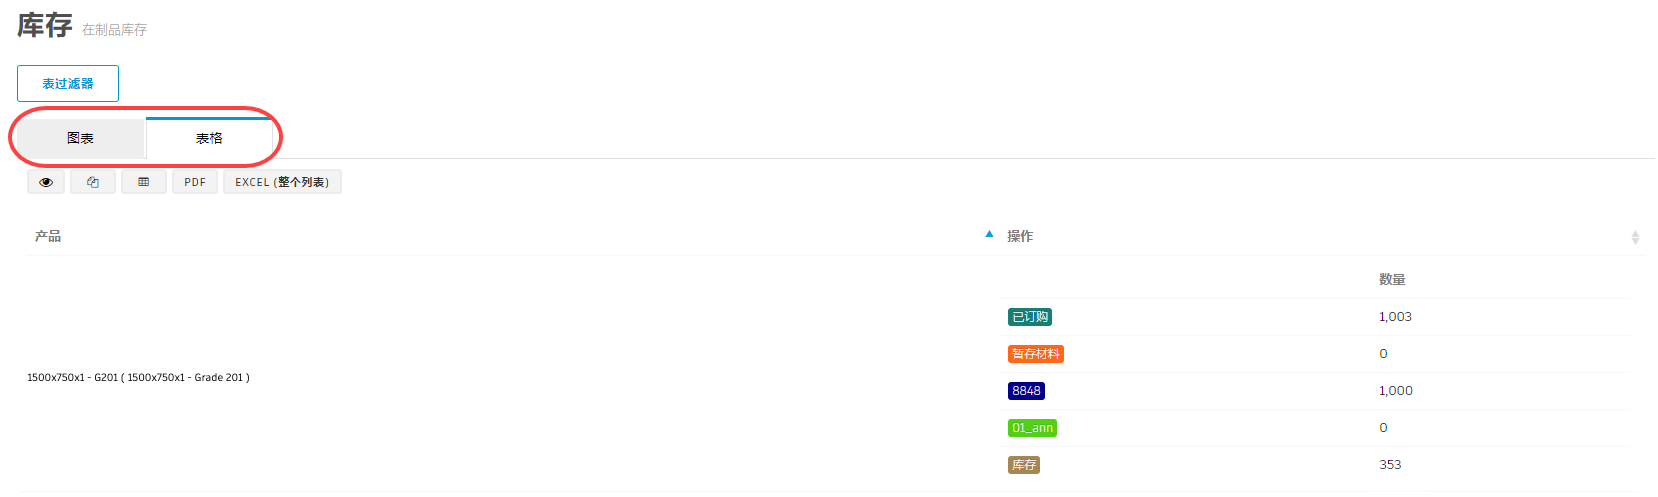 库存 在制品库存
表过滤器
图表 表格
PDF EXCEL (整个列表)
产品 操作
数量
已订购 1,003
暂存材料 0
1500x750x1 - G201 ( 1500x750x1 - Grade 201 )
8848 1,000
01_ann 0
库存 353